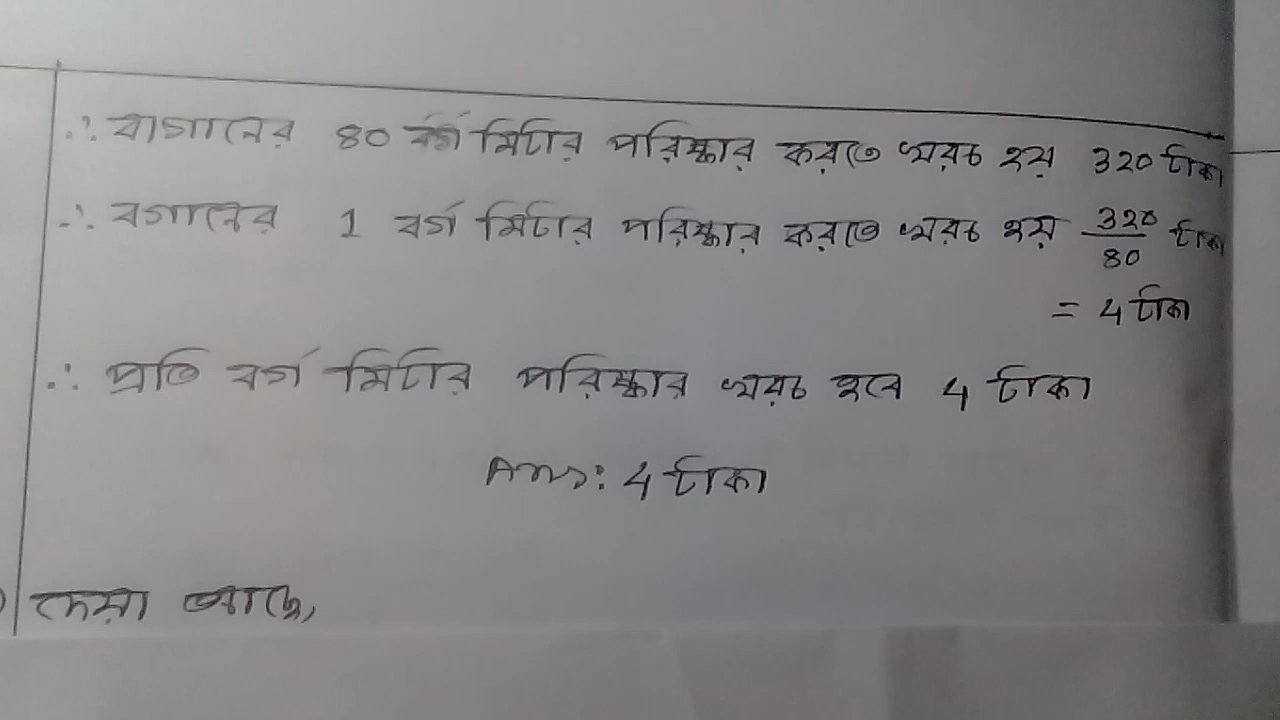 ∴ বাগানের 80 বর্গ মিটার পরিষ্কার করতে খরচ হয় 320 টাকা
∴ বগানের 1 বর্গ মিটার পরিষ্কার করতে খরচ হয় 320/80 টাকা
= 4 টাকা
∴ প্রতি বর্গ মিটার পরিষ্কার খরচ হবে 4 টাকা
Ans: 4 টাকা
দেয়া আছে,